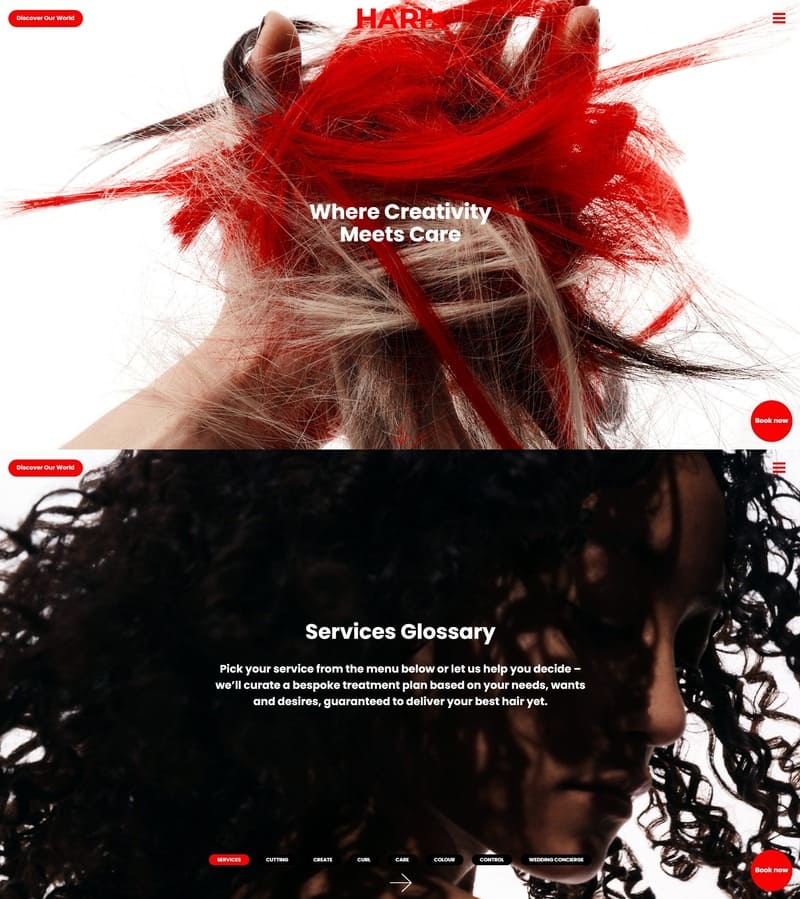 Discover Our World
HARI'S
Where Creativity
Meets Care
Book now
Discover Our World
Services Glossary
Pick your service from the menu below or let us help you decide –
we'll curate a bespoke treatment plan based on your needs, wants
and desires, guaranteed to deliver your best hair yet.
SERVICES CUTTING CREATE CURL CARE COLOUR CONTROL WEDDING CONCIERGE
Book now